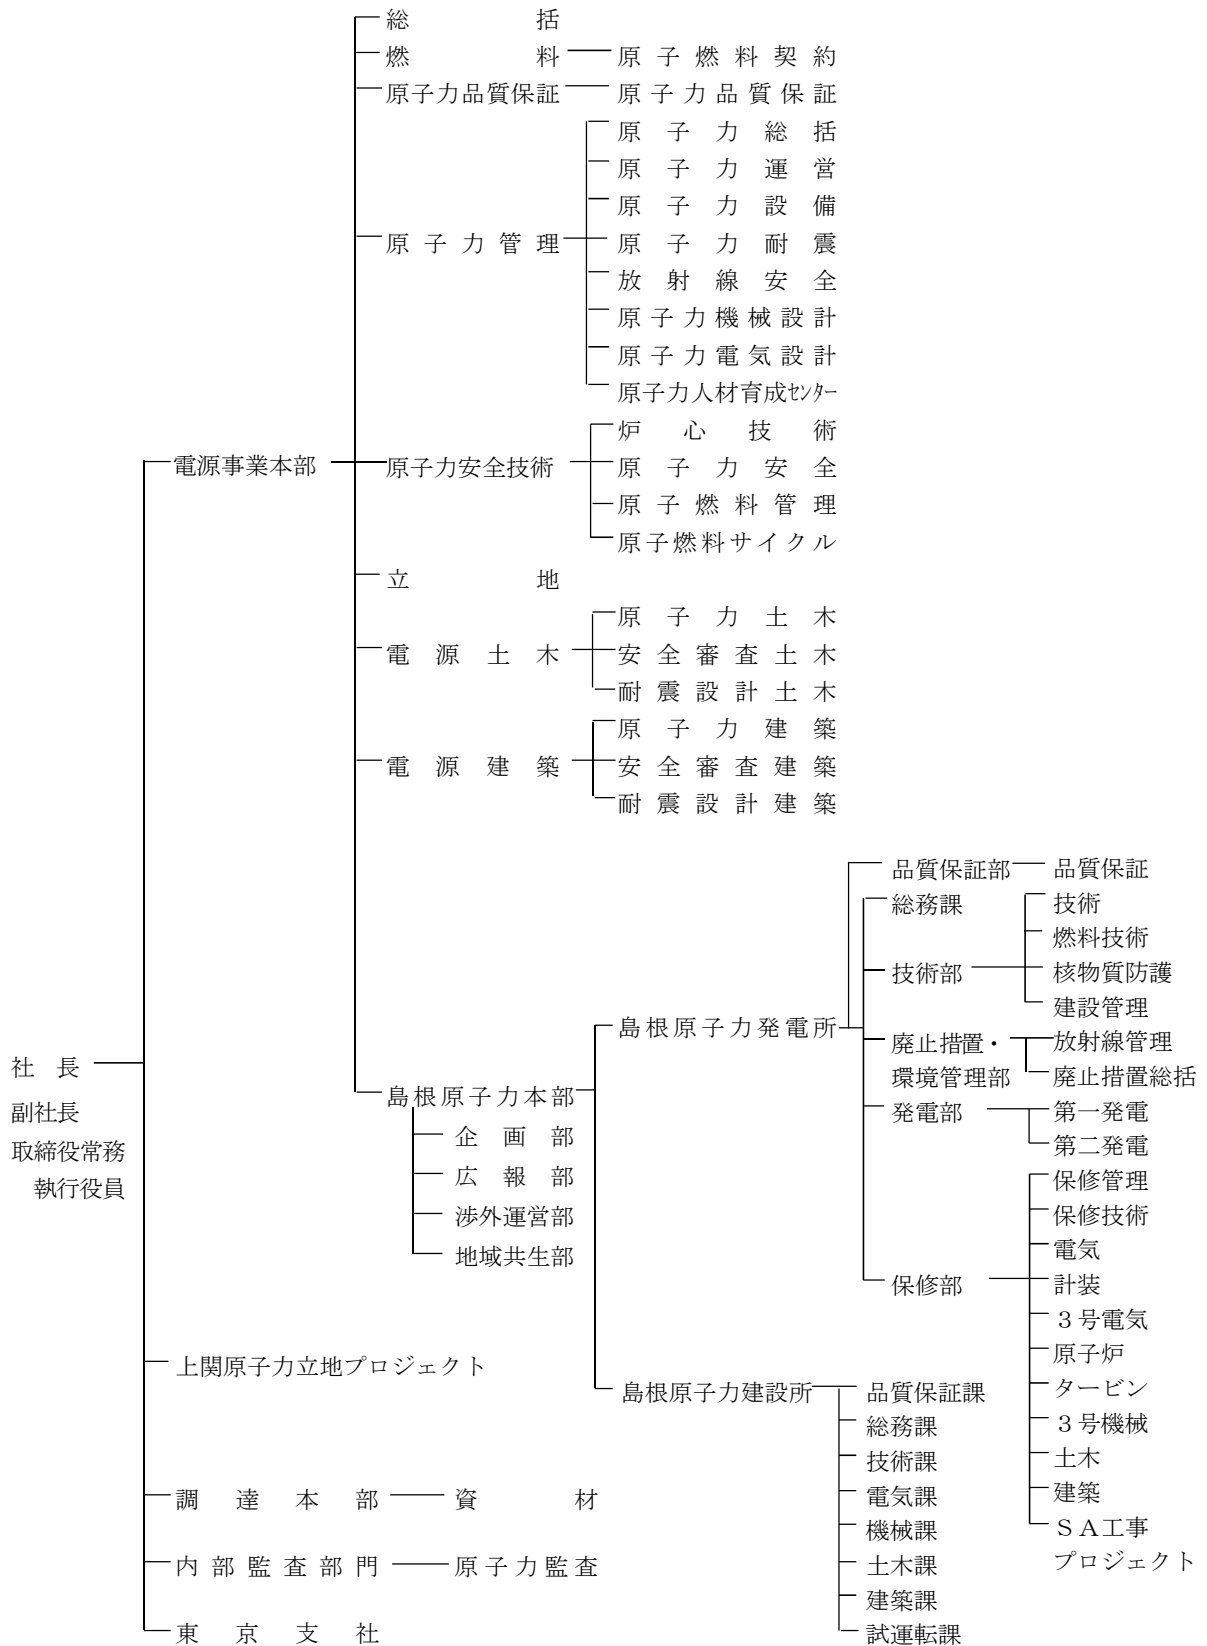 総括
燃料
原子燃料契約
原子力品質保証
原子力品質保証
原子力管理
原子力総括
原子力運営
原子力設備
原子力耐震
放射線安全
原子力機械設計
原子力電気設計
原子力人材育成センター
電源事業本部
原子力安全技術
炉心技術
原子力安全
原子燃料管理
原子燃料サイクル
立地
電源土木
原子力土木
安全審査土木
耐震設計土木
電源建築
原子力建築
安全審査建築
耐震設計建築
社長
副社長
取締役常務
執行役員
島根原子力本部
企画部
広報部
渉外運営部
地域共生部
島根原子力発電所
品質保証部
品質保証
総務課
技術部
技術
燃料技術
核物質防護
建設管理
廃止措置・
環境管理部
放射線管理
廃止措置総括
発電部
第一発電
第二発電
保修部
保修管理
保修技術
電気
計装
3号電気
原子炉
タービン
3号機械
土木
建築
SA工事
プロジェクト
島根原子力建設所
品質保証課
総務課
技術課
電気課
機械課
土木課
建築課
試運転課
上関原子力立地プロジェクト
調達本部
資材
内部監査部門
原子力監査
東京支社